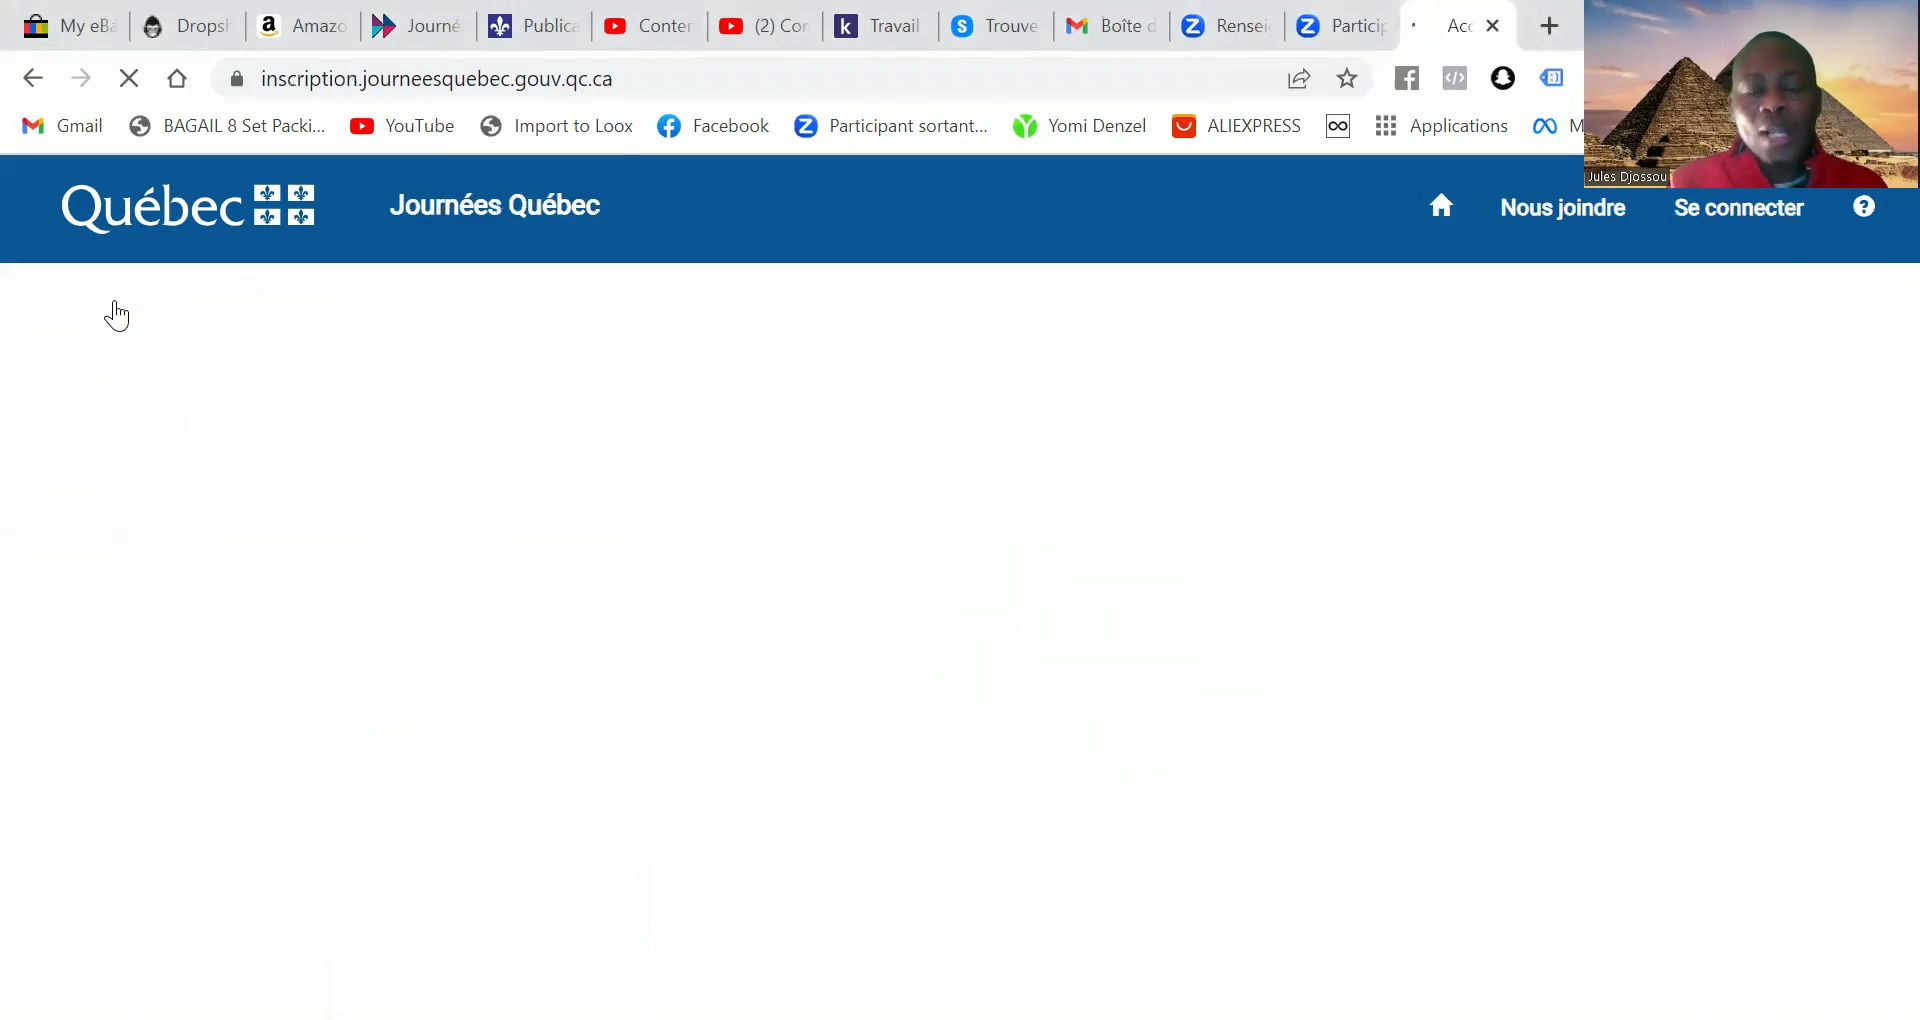 My eBa Dropsh Amazo Journé Publica Conter (2) Con Travail Trouve Boîte d Rensei Particip Acc
inscription.journeesquebec.gouv.qc.ca
Gmail BAGAIL 8 Set Packi... YouTube Import to Loox Facebook Participant sortant... Yomi Denzel ALIEXPRESS Applications M
Jules Djossou
Québec Journées Québec Nous joindre Se connecter ?